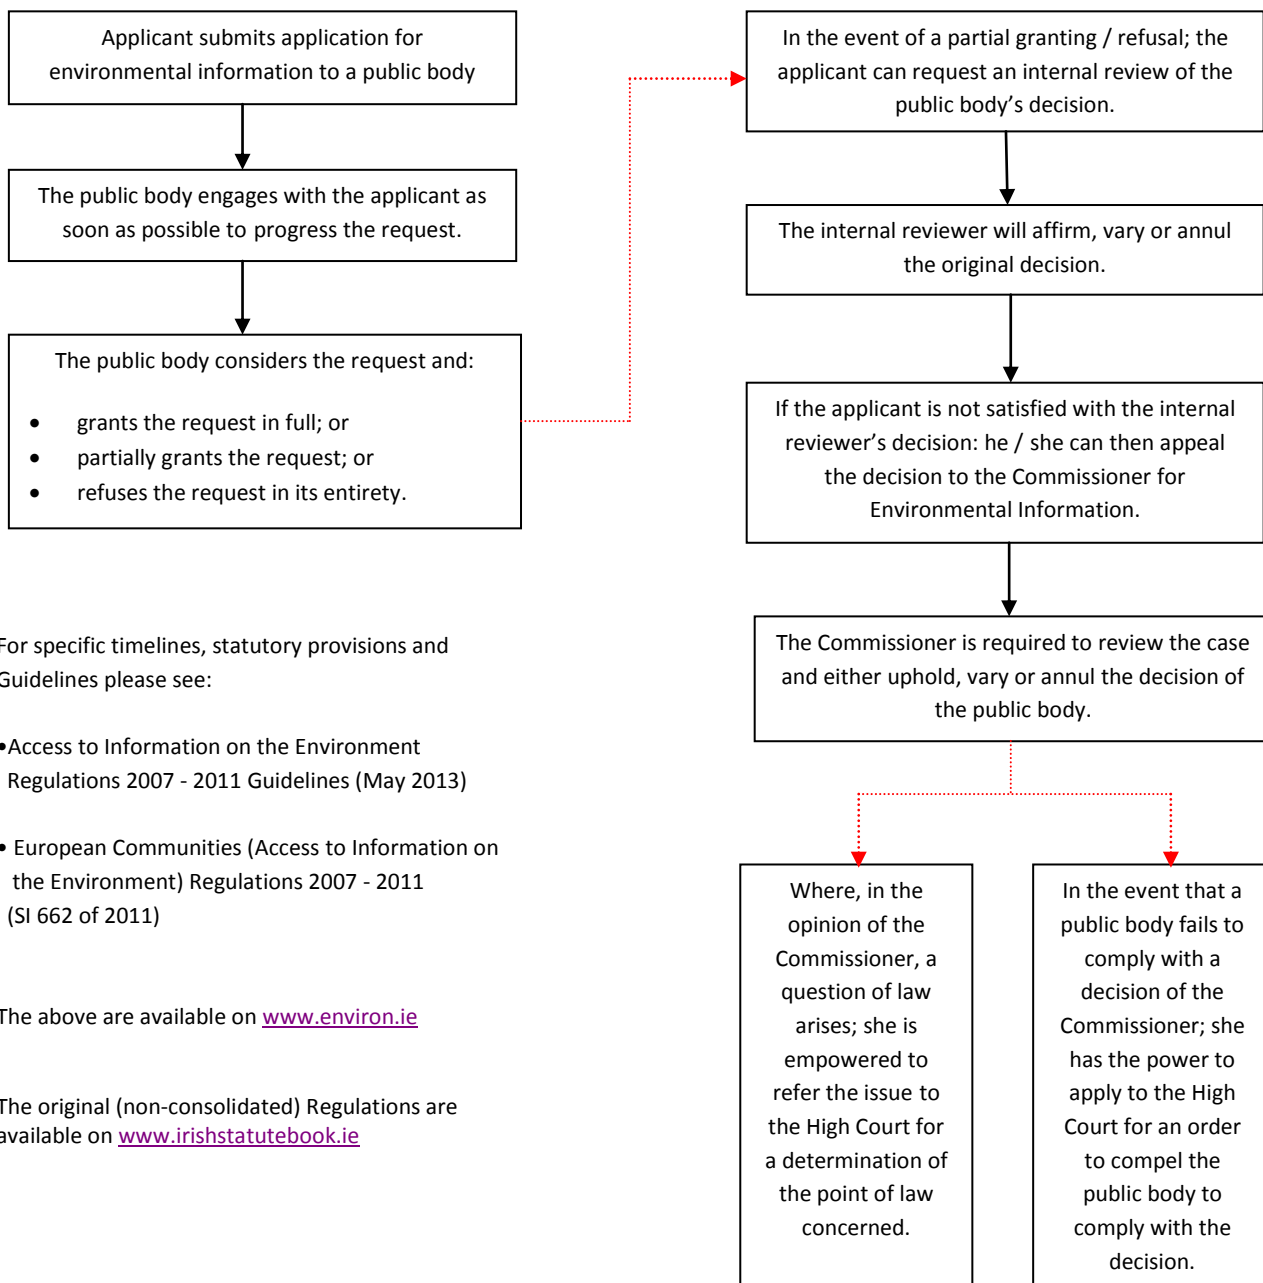 Applicant submits application for
environmental information to a public body
The public body engages with the applicant as
soon as possible to progress the request.
The public body considers the request and:
• grants the request in full; or
• partially grants the request; or
• refuses the request in its entirety.
For specific timelines, statutory provisions and
Guidelines please see:
•Access to Information on the Environment
Regulations 2007 - 2011 Guidelines (May 2013)
• European Communities (Access to Information on
the Environment) Regulations 2007 - 2011
(SI 662 of 2011)
The above are available on www.environ.ie
The original (non-consolidated) Regulations are
available on www.irishstatutebook.ie
In the event of a partial granting / refusal; the
applicant can request an internal review of the
public body’s decision.
The internal reviewer will affirm, vary or annul
the original decision.
If the applicant is not satisfied with the internal
reviewer’s decision: he / she can then appeal
the decision to the Commissioner for
Environmental Information.
The Commissioner is required to review the case
and either uphold, vary or annul the decision of
the public body.
Where, in the
opinion of the
Commissioner, a
question of law
arises; she is
empowered to
refer the issue to
the High Court for
a determination of
the point of law
concerned.
In the event that a
public body fails to
comply with a
decision of the
Commissioner; she
has the power to
apply to the High
Court for an order
to compel the
public body to
comply with the
decision.